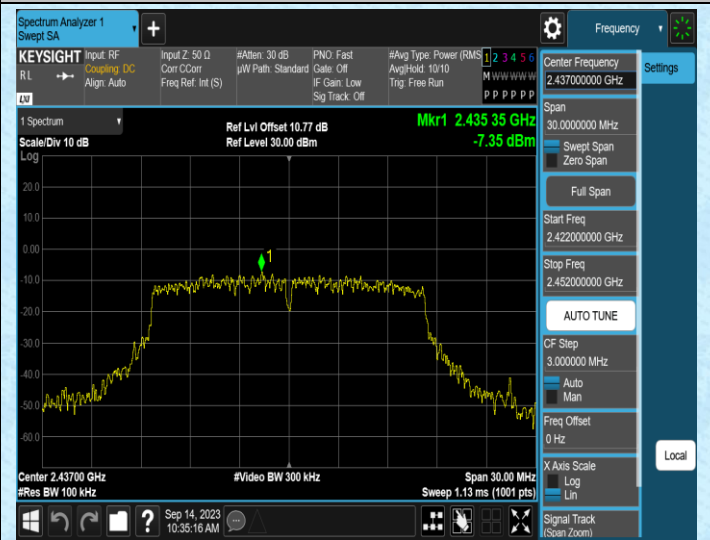 Spectrum Analyzer 1
Swept SA
+
Frequency
KEYSIGHT
RL
LXI
Input: RF
Coupling: DC
Align: Auto
Input Z: 50 Ω
Corr CCorr
Freq Ref: Int (S)
#Atten: 30 dB
µW Path: Standard
PNO: Fast
Gate: Off
IF Gain: Low
Sig Track: Off
#Avg Type: Power (RMS
Avg|Hold: 10/10
Trig: Free Run
1 2 3 4 5 6
M W W W W W
P P P P P P
1 Spectrum
Scale/Div 10 dB
Log
Ref Lvl Offset 10.77 dB
Ref Level 30.00 dBm
Mkr1 2.435 35 GHz
-7.35 dBm
20.0
10.0
0.00
1
-10.0
-20.0
-30.0
-40.0
-50.0
-60.0
Center 2.43700 GHz
#Res BW 100 kHz
#Video BW 300 kHz
Span 30.00 MHz
Sweep 1.13 ms (1001 pts)
Sep 14, 2023
10:35:16 AM
?
Center Frequency
2.437000000 GHz
Span
30.0000000 MHz
Swept Span
Zero Span
Full Span
Start Freq
2.422000000 GHz
Stop Freq
2.452000000 GHz
AUTO TUNE
CF Step
3.000000 MHz
Auto
Man
Freq Offset
0 Hz
X Axis Scale
Log
Lin
Signal Track
(Span Zoom)
Settings
Local